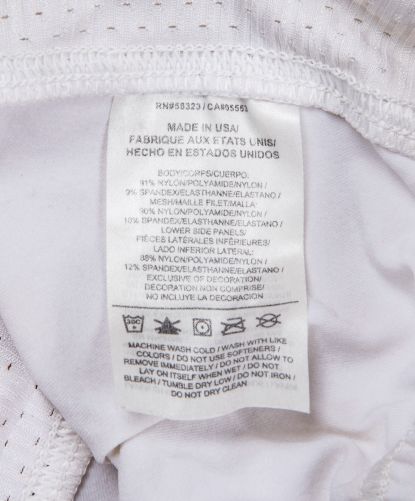 RN#56323 / CA#05553
MADE IN USA/
FABRIQUE AUX ETATS UNIS/
HECHO EN ESTADOS UNIDOS
BODY/CORPS/CUERPO:
91% NYLON/POLYAMIDE/NYLON /
9% SPANDEX/ELASTHANNE/ELASTANO /
MESH/MAILLE FILET/MALLA:
90% NYLON/POLYAMIDE/NYLON /
10% SPANDEX/ELASTHANNE/ELASTANO /
LOWER SIDE PANELS/
PIÈCES LATÉRALES INFÉRIEURES/
LADO INFERIOR LATERAL:
88% NYLON/POLYAMIDE/NYLON /
12% SPANDEX/ELASTHANNE/ELASTANO /
EXCLUSIVE OF DECORATION/
DECORATION NON COMPRISE/
NO INCLUYE LA DECORACION
30C
MACHINE WASH COLD / WASH WITH LIKE
COLORS / DO NOT USE SOFTENERS /
REMOVE IMMEDIATELY / DO NOT ALLOW TO
LAY ON ITSELF WHEN WET / DO NOT
BLEACH / TUMBLE DRY LOW / DO NOT IRON /
DO NOT DRY CLEAN